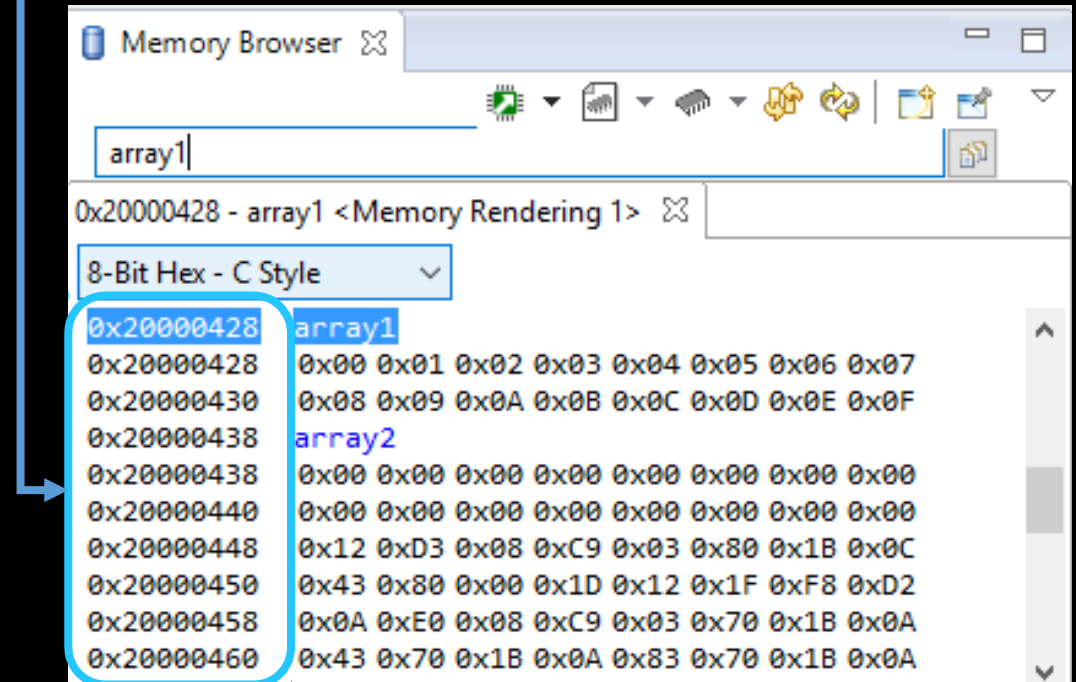 Memory Browser
array1
0x20000428 - array1 <Memory Rendering 1>
8-Bit Hex - C Style
0x20000428 array1
0x20000428 0x00 0x01 0x02 0x03 0x04 0x05 0x06 0x07
0x20000430 0x08 0x09 0x0A 0x0B 0x0C 0x0D 0x0E 0x0F
0x20000438 array2
0x20000438 0x00 0x00 0x00 0x00 0x00 0x00 0x00 0x00
0x20000440 0x00 0x00 0x00 0x00 0x00 0x00 0x00 0x00
0x20000448 0x12 0xD3 0x08 0xC9 0x03 0x80 0x1B 0x0C
0x20000450 0x43 0x80 0x00 0x1D 0x12 0x1F 0xF8 0xD2
0x20000458 0x0A 0xE0 0x08 0xC9 0x03 0x70 0x1B 0x0A
0x20000460 0x43 0x70 0x1B 0x0A 0x83 0x70 0x1B 0x0A